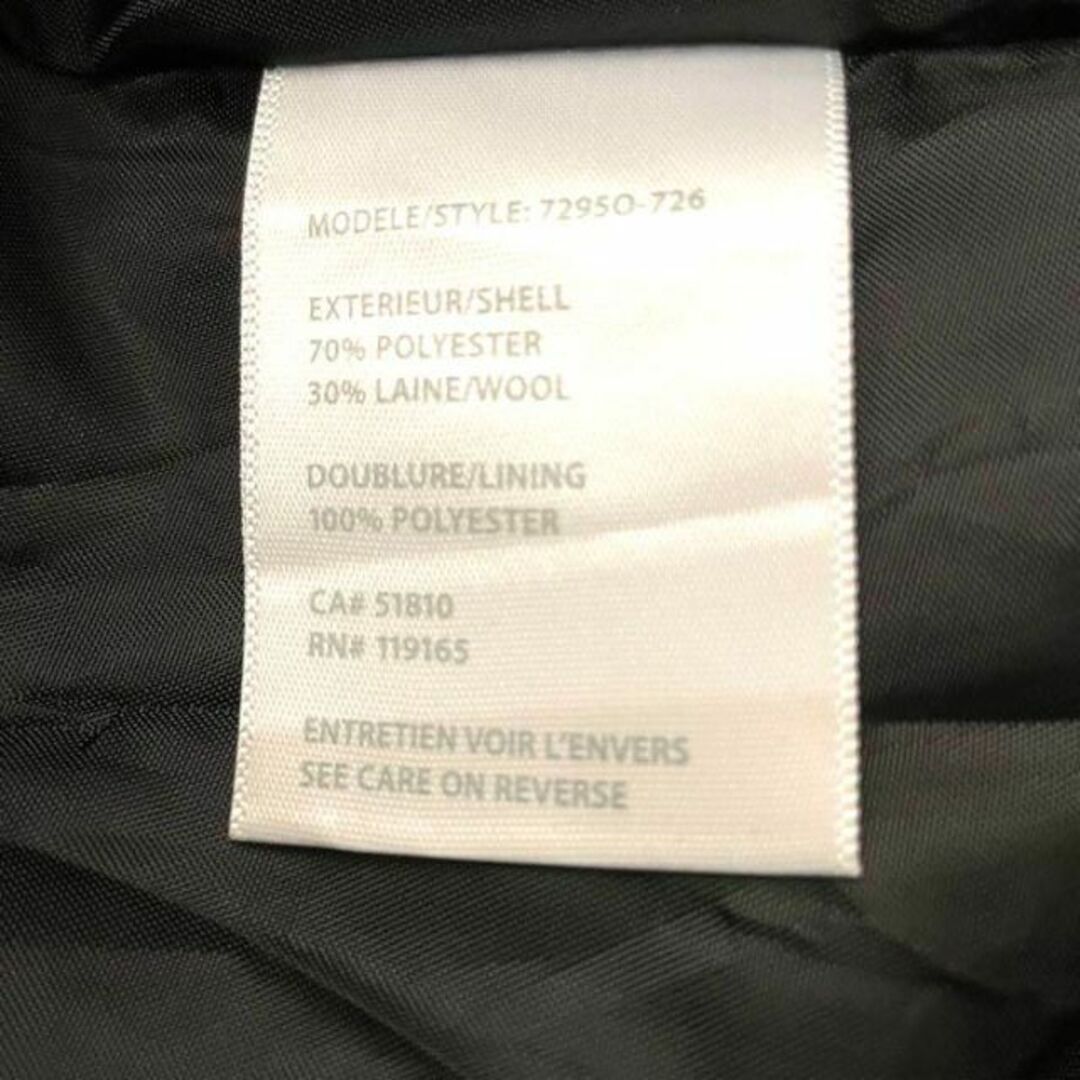 MODELE/STYLE: 7295O-726
EXTERIEUR/SHELL
70% POLYESTER
30% LAINE/WOOL
DOUBLURE/LINING
100% POLYESTER
CA# 51810
RN# 119165
ENTRETIEN VOIR L'ENVERS
SEE CARE ON REVERSE